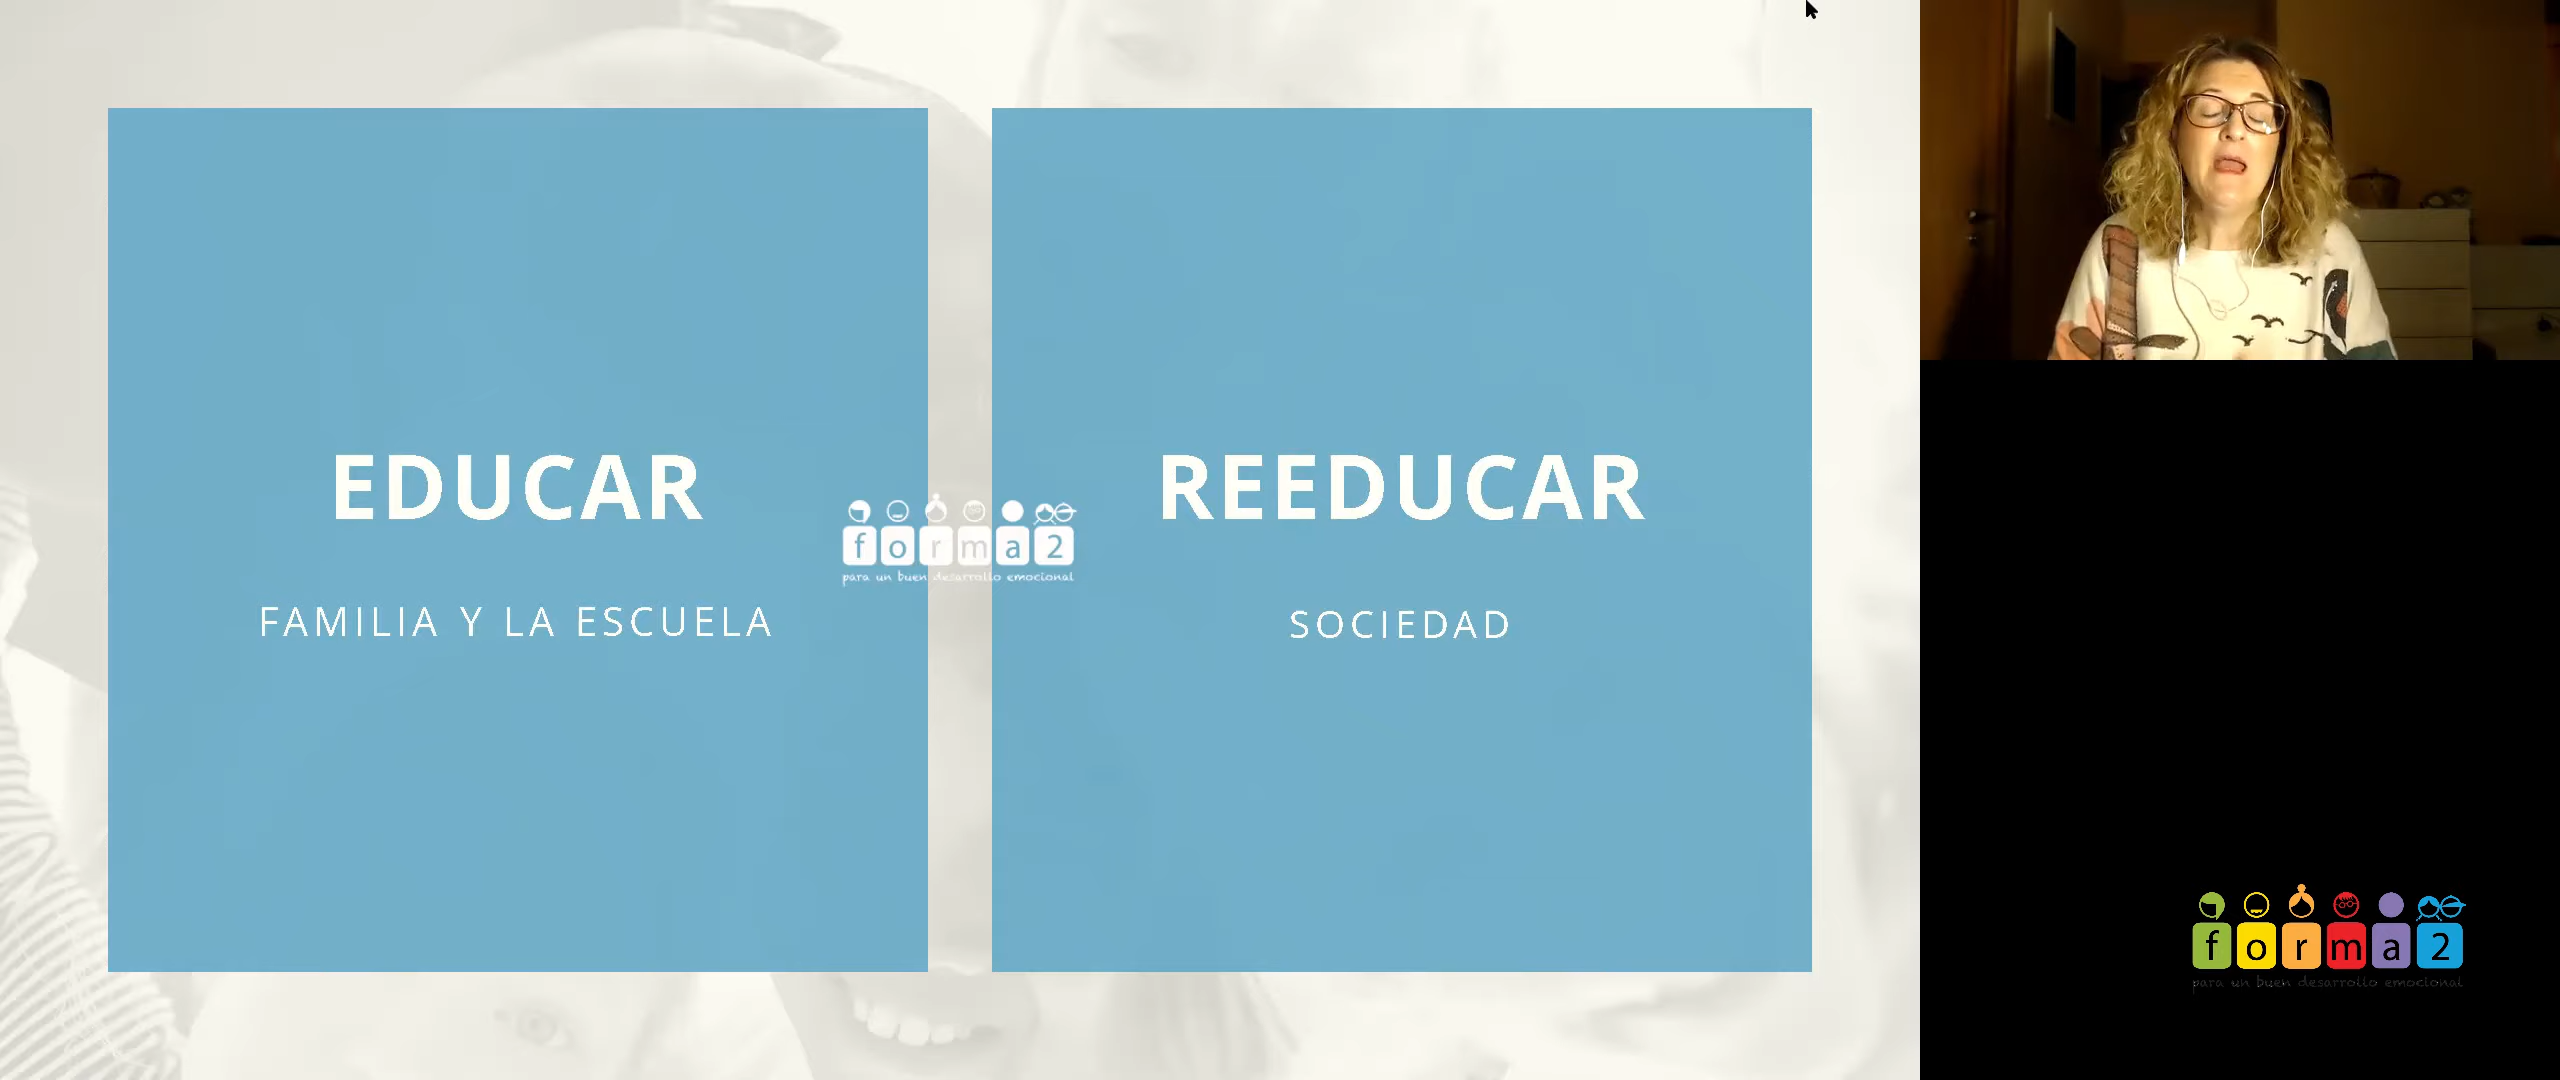 EDUCAR
FAMILIA Y LA ESCUELA
REEDUCAR
SOCIEDAD
forma2
para un buen desarrollo emocional
forma2
para un buen desarrollo emocional